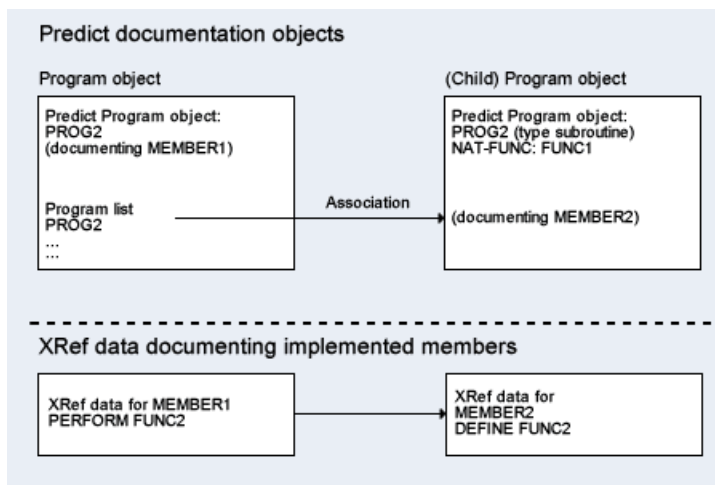 Predict documentation objects
Program object
(Child) Program object
Predict Program object:
PROG2
(documenting MEMBER1)
Program list
PROG2
...
...
Association
Predict Program object:
PROG2 (type subroutine)
NAT-FUNC: FUNC1
(documenting MEMBER2)
XRef data documenting implemented members
XRef data for MEMBER1
PERFORM FUNC2
XRef data for
MEMBER2
DEFINE FUNC2